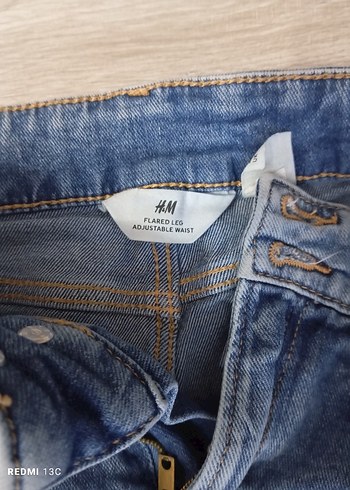 H&M
FLARED LEG
ADJUSTABLE WAIST
REDMI 13C